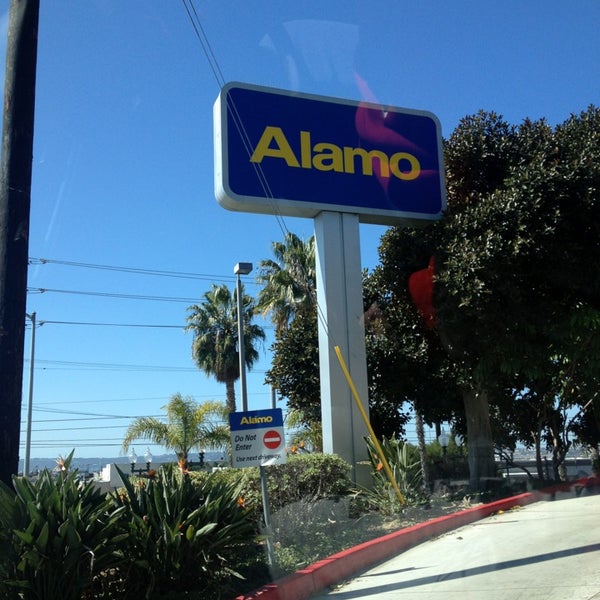 Alamo
Alamo
Do Not
Enter
Use next driveway.